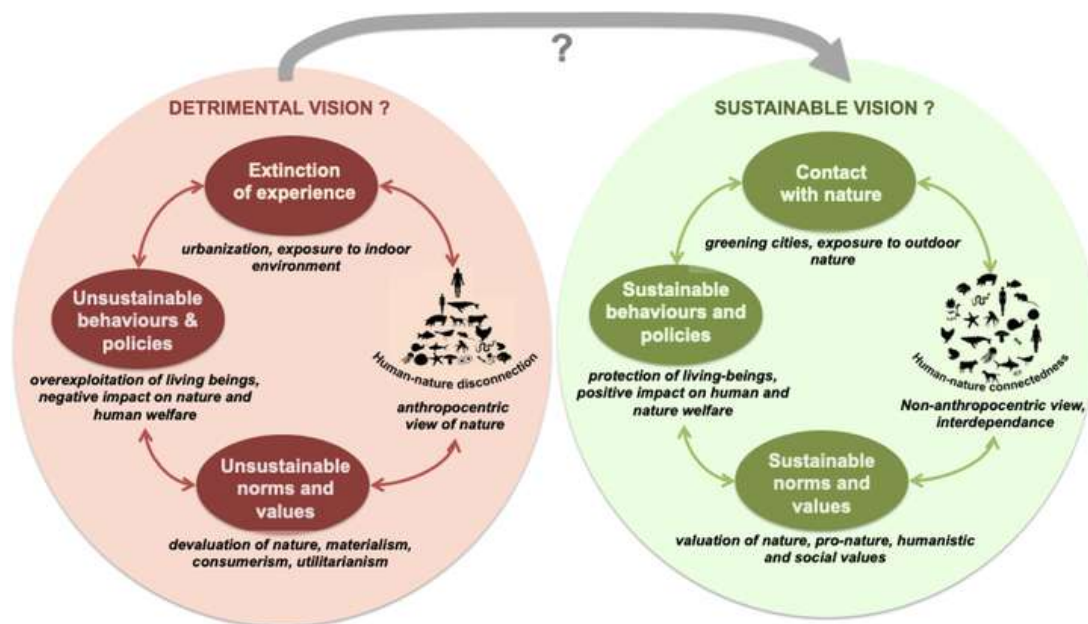 ?
DETRIMENTAL VISION ?
Extinction
of experience
urbanization, exposure to indoor
environment
Unsustainable
behaviours &
policies
overexploitation of living beings,
negative impact on nature and
human welfare
Human-nature disconnection
anthropocentric
view of nature
Unsustainable
norms and
values
devaluation of nature, materialism,
consumerism, utilitarianism
SUSTAINABLE VISION ?
Contact
with nature
greening cities, exposure to outdoor
nature
Sustainable
behaviours and
policies
protection of living-beings,
positive impact on human and
nature welfare
Human-nature connectedness
Non-anthropocentric view,
interdependance
Sustainable
norms and
values
valuation of nature, pro-nature, humanistic
and social values